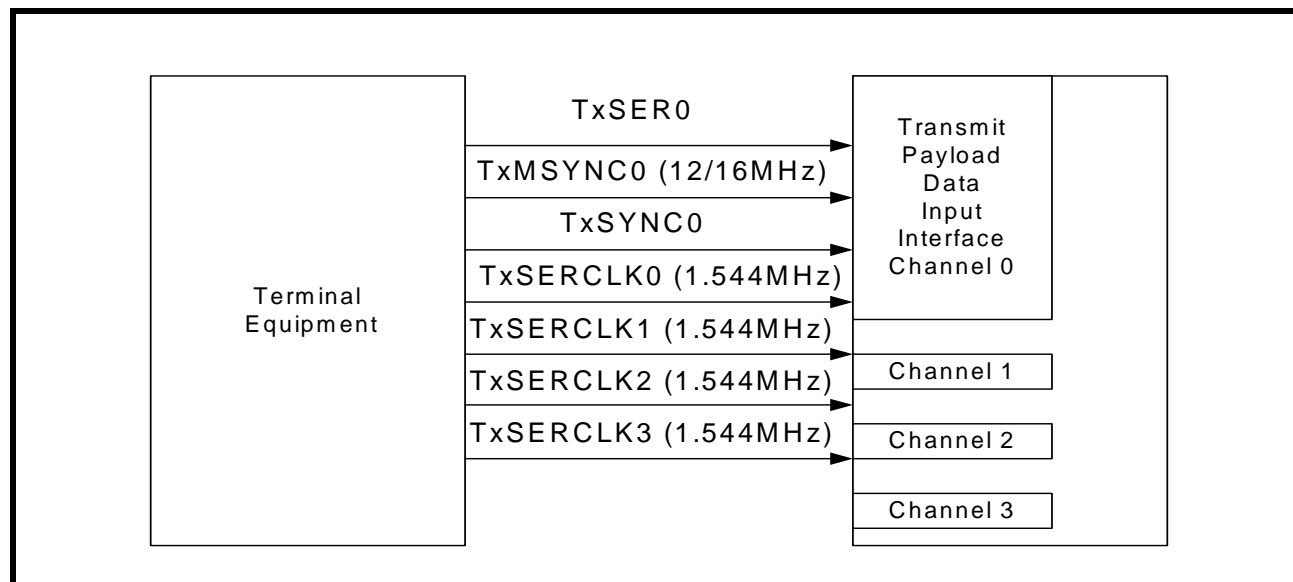 Terminal
Equipment
TxSER0
TxMSYNC0 (12/16MHz)
TxSYNC0
TxSERCLK0 (1.544MHz)
TxSERCLK1 (1.544MHz)
TxSERCLK2 (1.544MHz)
TxSERCLK3 (1.544MHz)
Transmit
Payload
Data
Input
Interface
Channel 0
Channel 1
Channel 2
Channel 3